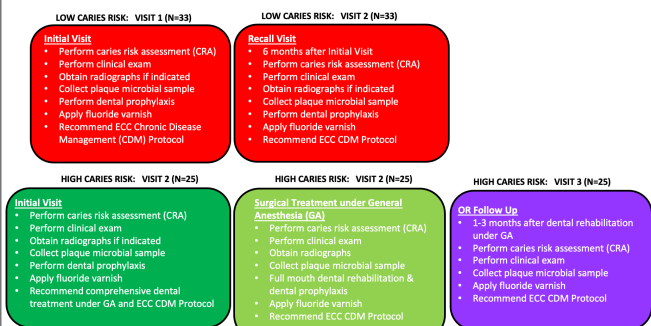 LOW CARIES RISK: VISIT 1 (N=33)
Initial Visit
• Perform caries risk assessment (CRA)
• Perform clinical exam
• Obtain radiographs if indicated
• Collect plaque microbial sample
• Perform dental prophylaxis
• Apply fluoride varnish
• Recommend ECC Chronic Disease
Management (CDM) Protocol
LOW CARIES RISK: VISIT 2 (N=33)
Recall Visit
• 6 months after Initial Visit
• Perform caries risk assessment (CRA)
• Perform clinical exam
• Obtain radiographs if indicated
• Collect plaque microbial sample
• Perform dental prophylaxis
• Apply fluoride varnish
• Recommend ECC CDM Protocol
HIGH CARIES RISK: VISIT 2 (N=25)
Initial Visit
• Perform caries risk assessment (CRA)
• Perform clinical exam
• Obtain radiographs if indicated
• Collect plaque microbial sample
• Perform dental prophylaxis
• Apply fluoride varnish
• Recommend comprehensive dental
treatment under GA and ECC CDM Protocol
HIGH CARIES RISK: VISIT 2 (N=25)
Surgical Treatment under General
Anesthesia (GA)
• Perform caries risk assessment (CRA)
• Perform clinical exam
• Obtain radiographs
• Collect plaque microbial sample
• Full mouth dental rehabilitation &
dental prophylaxis
• Apply fluoride varnish
• Recommend ECC CDM Protocol
HIGH CARIES RISK: VISIT 3 (N=25)
OR Follow Up
• 1-3 months after dental rehabilitation
under GA
• Perform caries risk assessment (CRA)
• Perform clinical exam
• Collect plaque microbial sample
• Apply fluoride varnish
• Recommend ECC CDM Protocol